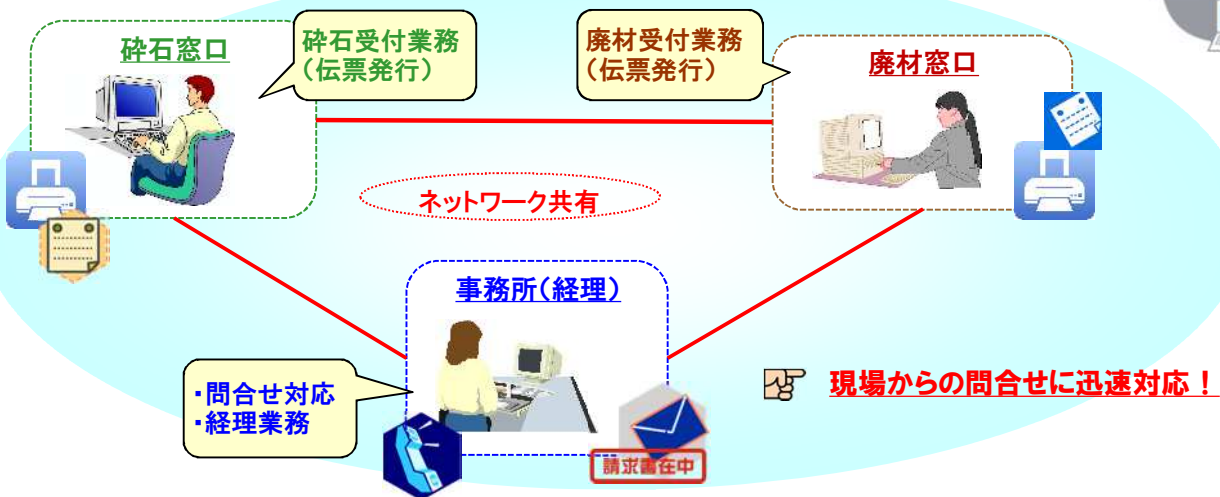 砕石窓口
砕石受付業務
（伝票発行）
廃材受付業務
（伝票発行）
廃材窓口
ネットワーク共有
事務所（経理）
・問合せ対応
・経理業務
請求書在中
現場からの問合せに迅速対応！